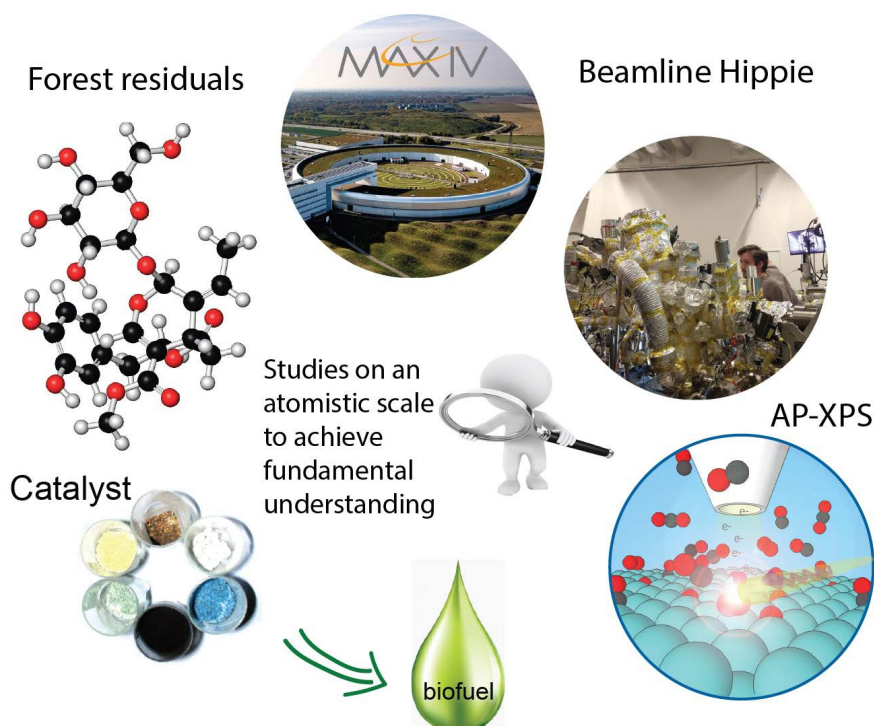 MAX IV
Forest residuals
Beamline Hippie
Studies on an
atomistic scale
to achieve
fundamental
understanding
AP-XPS
Catalyst
e-
e-
e-
e-
biofuel